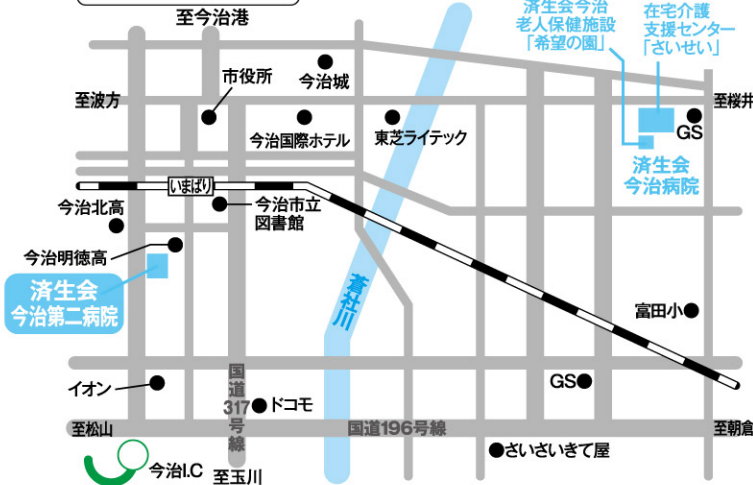 至今治港
済生会今治
老人保健施設
「希望の園」
在宅介護
支援センター
「さいせい」
市役所
今治城
至波方
至桜井
今治国際ホテル
東芝ライテック
GS
済生会
今治病院
いまばり
今治北高
今治市立
図書館
今治明徳高
済生会
今治第二病院
蒼社川
富田小
イオン
国道
317
号線
ドコモ
GS
至松山
国道196号線
至朝倉
さいさいきて屋
今治I.C
至玉川